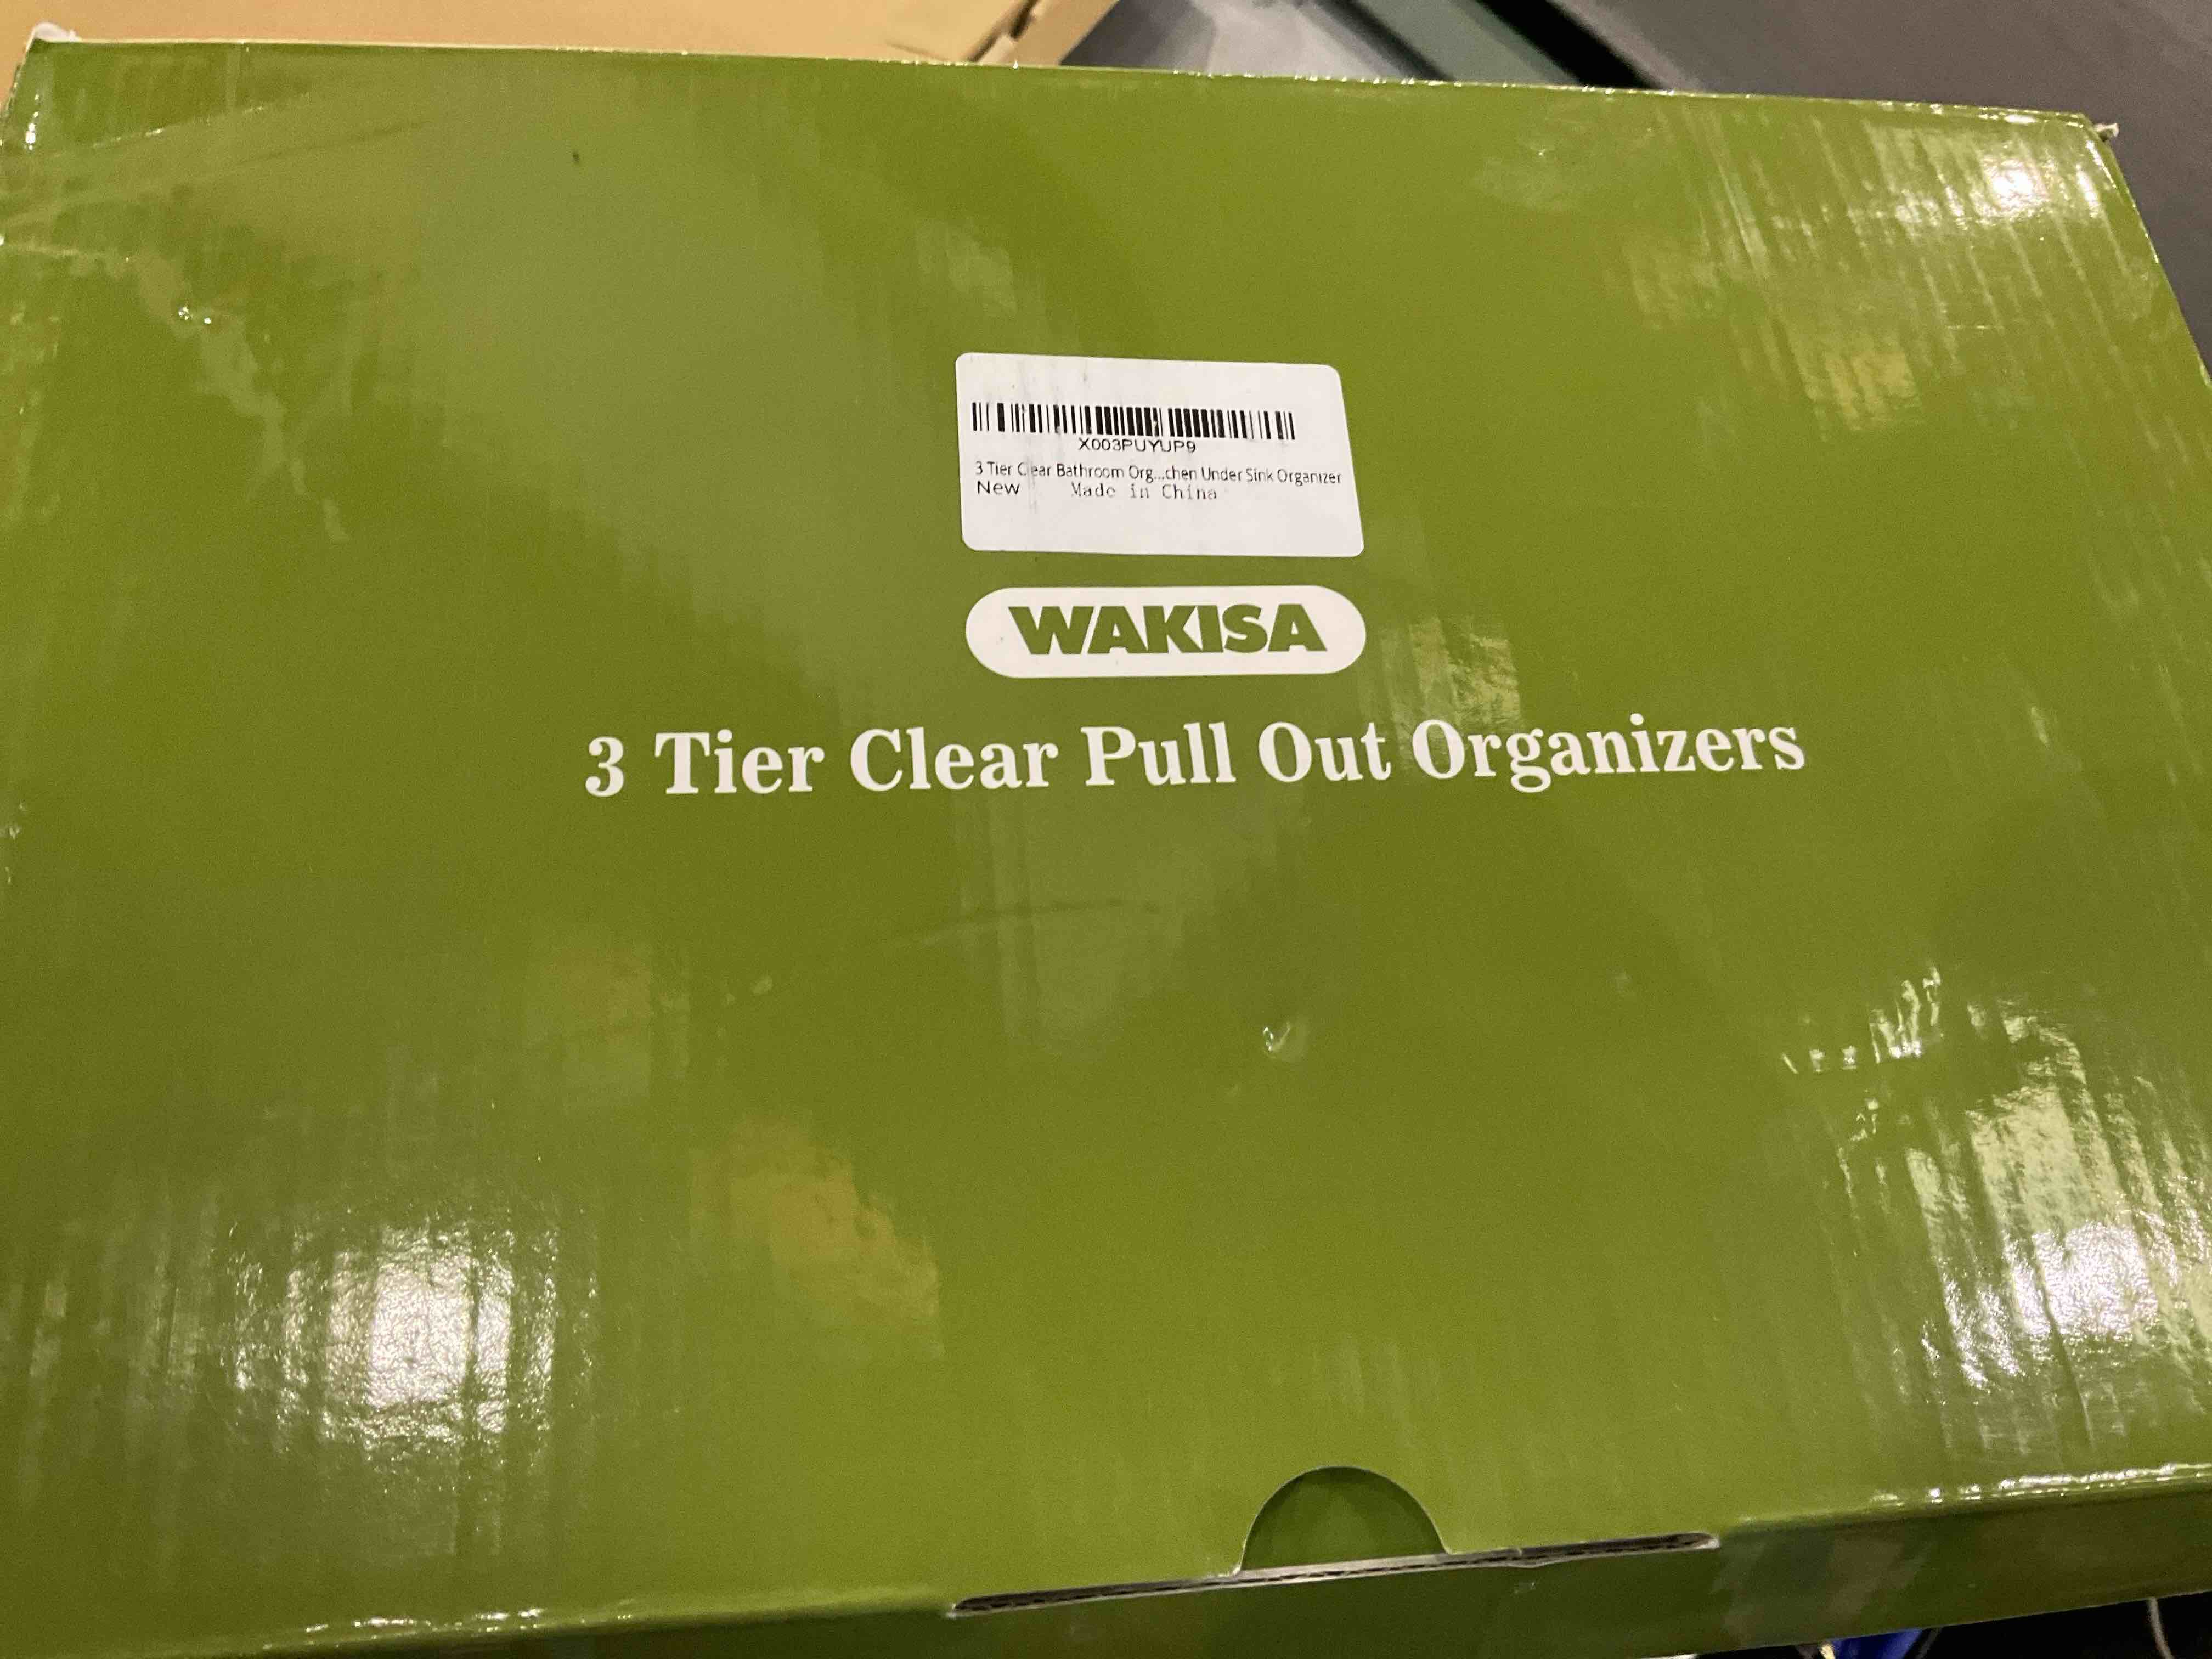 X003PUYUP9
3 Tier Clear Bathroom Org...chen Under Sink Organizer
New Made in China
WAKISA
3 Tier Clear Pull Out Organizers